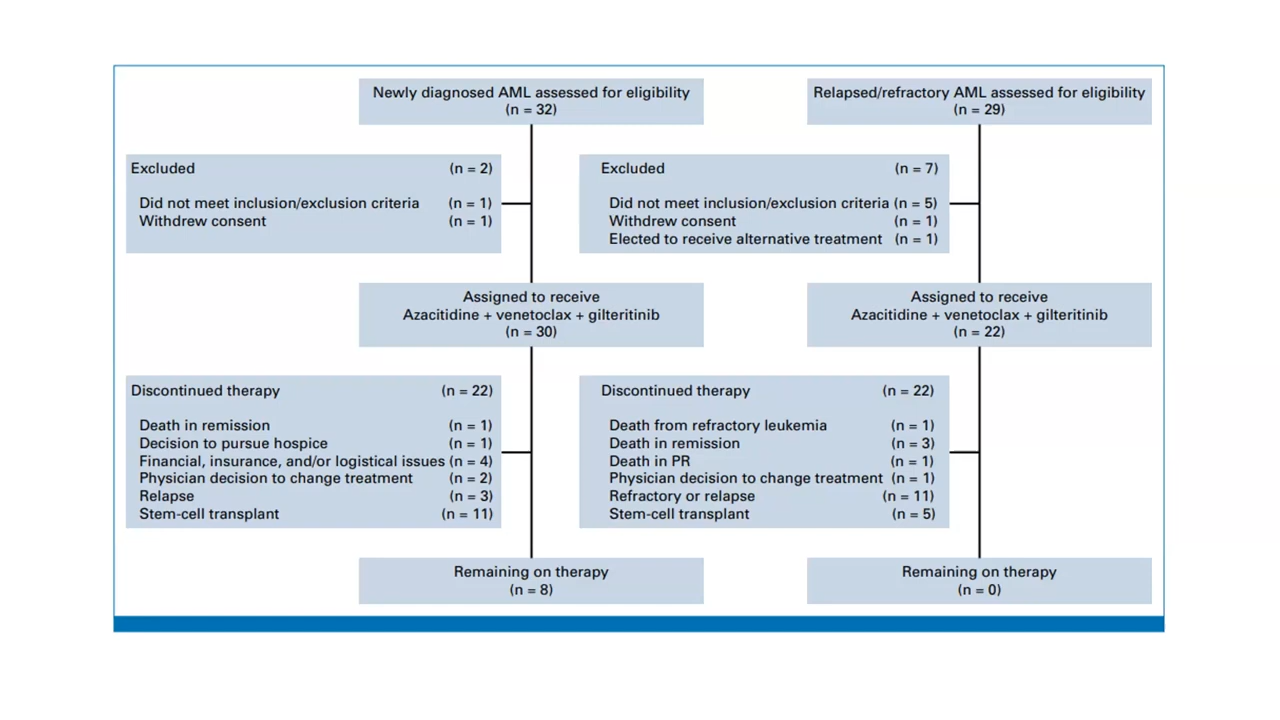 Newly diagnosed AML assessed for eligibility
(n = 32)
Excluded (n = 2)
Did not meet inclusion/exclusion criteria (n = 1)
Withdrew consent (n = 1)
Assigned to receive
Azacitidine + venetoclax + gilteritinib
(n = 30)
Discontinued therapy (n = 22)
Death in remission (n = 1)
Decision to pursue hospice (n = 1)
Financial, insurance, and/or logistical issues (n = 4)
Physician decision to change treatment (n = 2)
Relapse (n = 3)
Stem-cell transplant (n = 11)
Remaining on therapy
(n = 8)
Relapsed/refractory AML assessed for eligibility
(n = 29)
Excluded (n = 7)
Did not meet inclusion/exclusion criteria (n = 5)
Withdrew consent (n = 1)
Elected to receive alternative treatment (n = 1)
Assigned to receive
Azacitidine + venetoclax + gilteritinib
(n = 22)
Discontinued therapy (n = 22)
Death from refractory leukemia (n = 1)
Death in remission (n = 3)
Death in PR (n = 1)
Physician decision to change treatment (n = 1)
Refractory or relapse (n = 11)
Stem-cell transplant (n = 5)
Remaining on therapy
(n = 0)